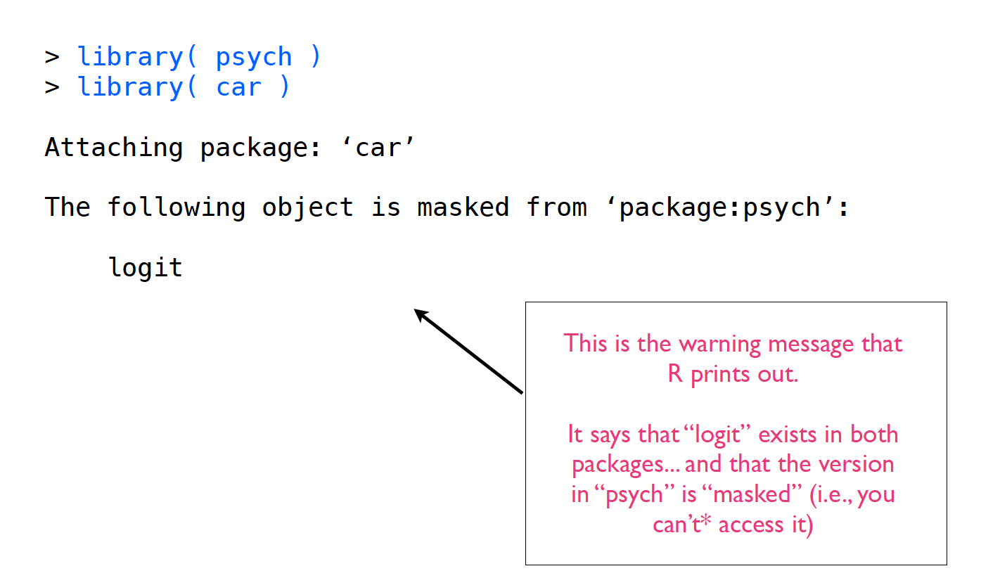 > library( psych )
> library( car )
Attaching package: ‘car’
The following object is masked from ‘package:psych’:
logit
This is the warning message that
R prints out.
It says that “logit” exists in both
packages... and that the version
in “psych” is “masked” (i.e., you
can’t* access it)